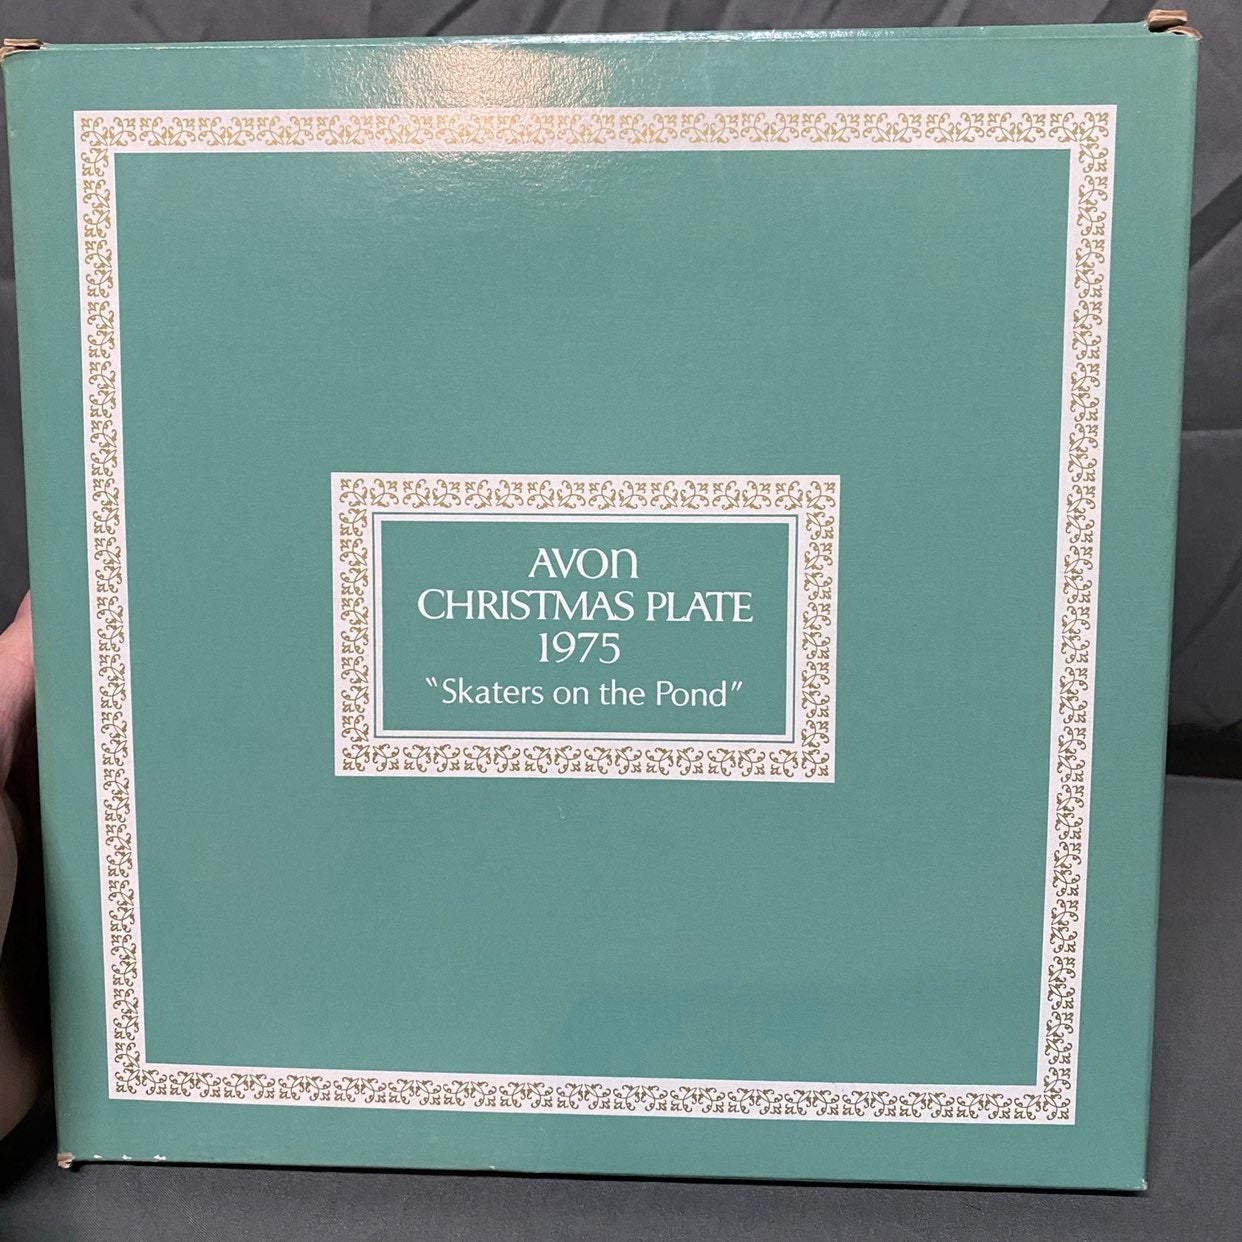 AVON
CHRISTMAS PLATE
1975
"Skaters on the Pond"